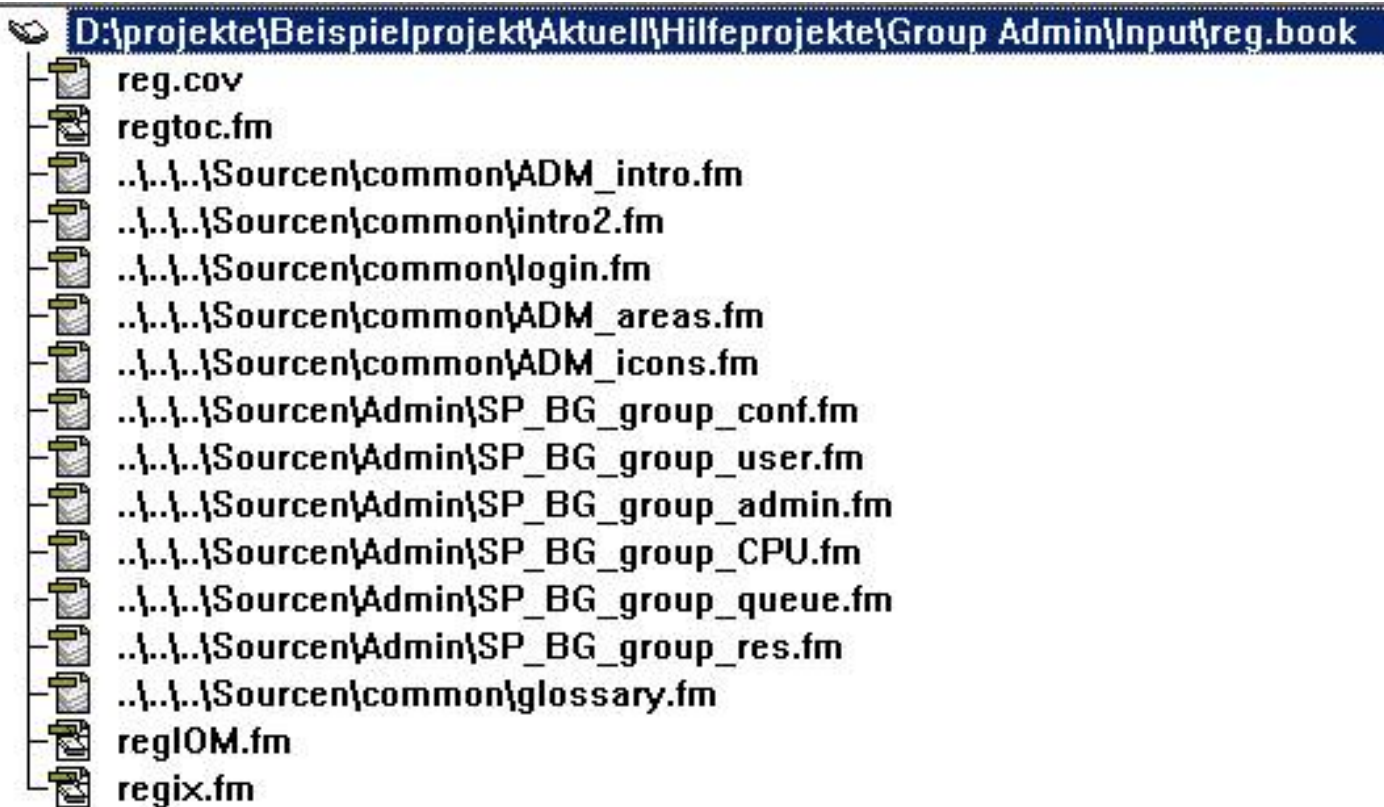 D:\projekte\Beispielprojekt\Aktuell\Hilfeprojekte\Group Admin\Input\reg.book
reg.cov
regtoc.fm
..\..\..\Sourcen\common\ADM_intro.fm
..\..\..\Sourcen\common\intro2.fm
..\..\..\Sourcen\common\login.fm
..\..\..\Sourcen\common\ADM_areas.fm
..\..\..\Sourcen\common\ADM_icons.fm
..\..\..\Sourcen\Admin\SP_BG_group_conf.fm
..\..\..\Sourcen\Admin\SP_BG_group_user.fm
..\..\..\Sourcen\Admin\SP_BG_group_admin.fm
..\..\..\Sourcen\Admin\SP_BG_group_CPU.fm
..\..\..\Sourcen\Admin\SP_BG_group_queue.fm
..\..\..\Sourcen\Admin\SP_BG_group_res.fm
..\..\..\Sourcen\common\glossary.fm
regIOM.fm
regix.fm